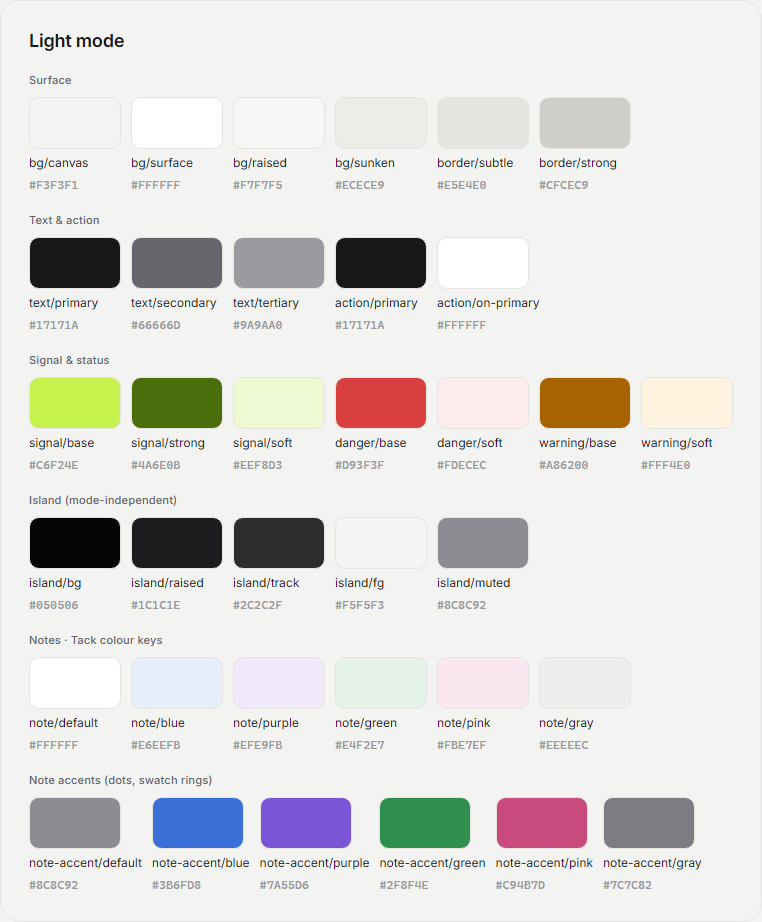 Light mode
Surface
bg/canvas bg/surface bg/raised bg/sunken border/subtle border/strong
#F3F3F1 #FFFFFF #F7F7F5 #ECECE9 #E5E4E0 #CFCEC9
Text & action
text/primary text/secondary text/tertiary action/primary action/on-primary
#17171A #66666D #9A9AA0 #17171A #FFFFFF
Signal & status
signal/base signal/strong signal/soft danger/base danger/soft warning/base warning/soft
#C6F24E #4A6E0B #EEF8D3 #D93F3F #FDECEC #A86200 #FFF4E0
Island (mode-independent)
island/bg island/raised island/track island/fg island/muted
#050506 #1C1C1E #2C2C2F #F5F5F3 #8C8C92
Notes · Tack colour keys
note/default note/blue note/purple note/green note/pink note/gray
#FFFFFF #E6EEFB #EFE9FB #E4F2E7 #FBE7EF #EEEEEC
Note accents (dots, swatch rings)
note-accent/default note-accent/blue note-accent/purple note-accent/green note-accent/pink note-accent/gray
#8C8C92 #3B6FD8 #7A55D6 #2F8F4E #C94B7D #7C7C82